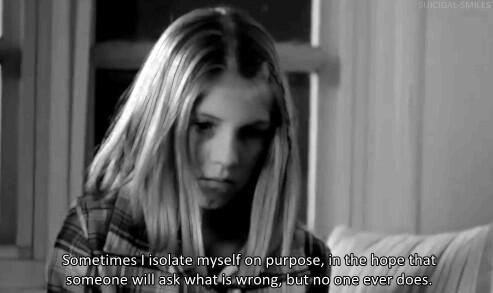 SUICIGAL-SMILES
Sometimes I isolate myself on purpose, in the hope that
someone will ask what is wrong, but no one ever does.